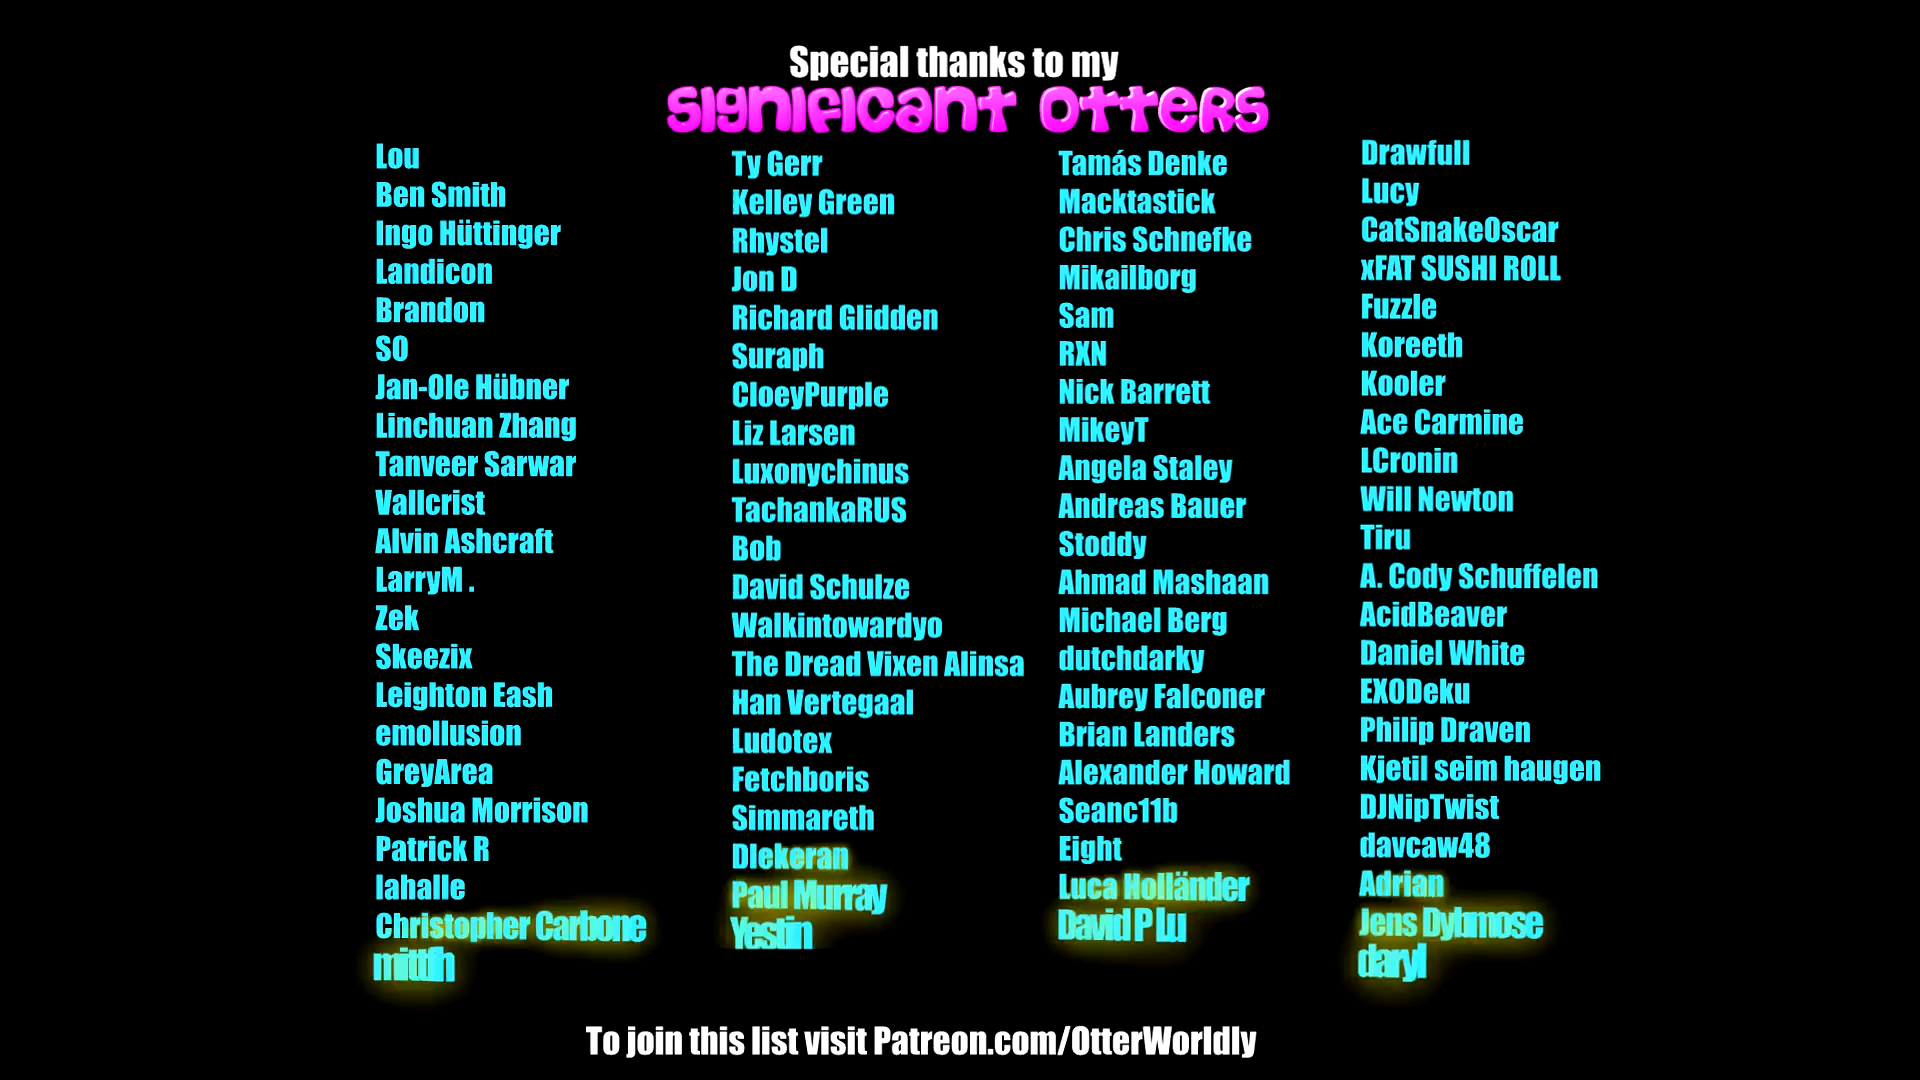 Special thanks to my
SIGNIFICANT OTTERS
Lou
Ben Smith
Ingo Hüttinger
Landicon
Brandon
SO
Jan-Ole Hübner
Linchuan Zhang
Tanveer Sarwar
Vallcrist
Alvin Ashcraft
LarryM .
Zek
Skeezix
Leighton Eash
emollusion
GreyArea
Joshua Morrison
Patrick R
lahalle
Christopher Carbone
Ty Gerr
Kelley Green
Rhystel
Jon D
Richard Glidden
Suraph
CloeyPurple
Liz Larsen
Luxonychinus
TachankaRUS
Bob
David Schulze
Walkintowardyo
The Dread Vixen Alinsa
Han Vertegaal
Ludotex
Fetchboris
Simmareth
Dlekeran
Paul Murray
Yestin
Tamás Denke
Macktastick
Chris Schnefke
Mikailborg
Sam
RXN
Nick Barrett
MikeyT
Angela Staley
Andreas Bauer
Stoddy
Ahmad Mashaan
Michael Berg
dutchdarky
Aubrey Falconer
Brian Landers
Alexander Howard
Seanc11b
Eight
Luca Holländer
David P Lu
Drawfull
Lucy
CatSnakeOscar
xFAT SUSHI ROLL
Fuzzle
Koreeth
Kooler
Ace Carmine
LCronin
Will Newton
Tiru
A. Cody Schuffelen
AcidBeaver
Daniel White
EXODeku
Philip Draven
Kjetil seim haugen
DJNipTwist
davcaw48
Adrian
Jens
daryl
To join this list visit Patreon.com/OtterWorldly